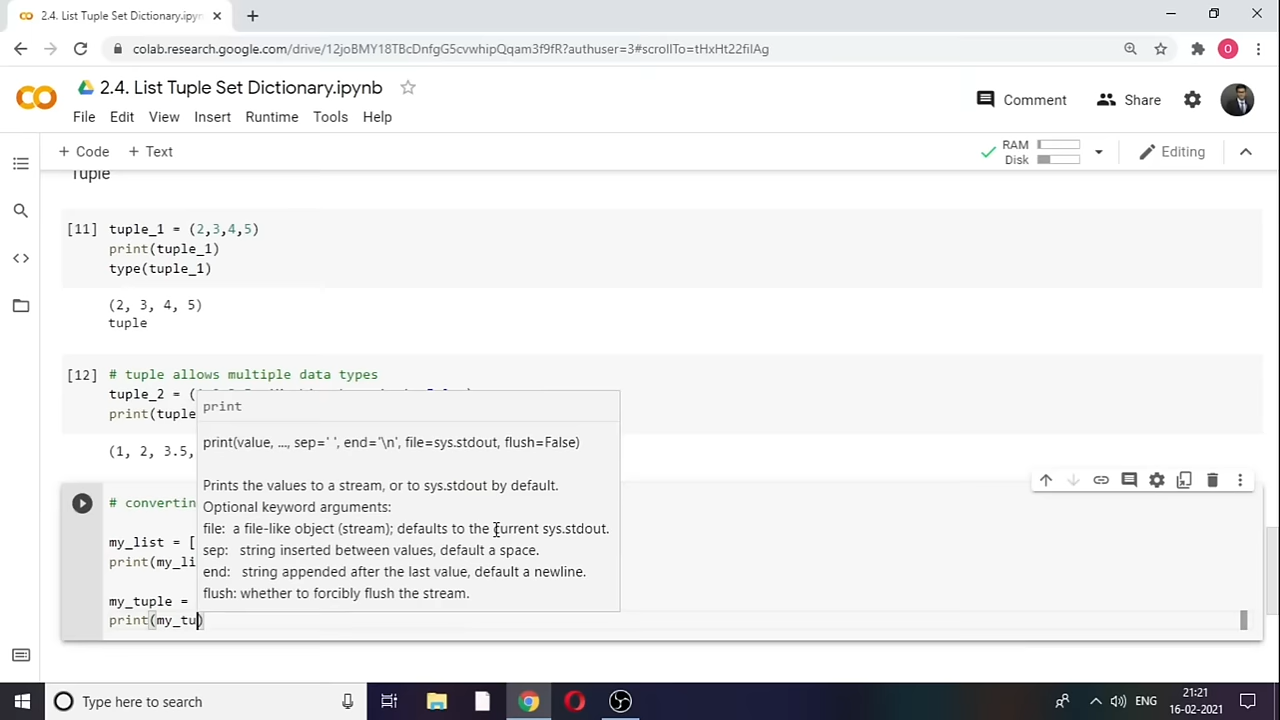 2.4. List Tuple Set Dictionary.ipyn
colab.research.google.com/drive/12joBMY18TBcDnfgG5cvwhipQqam3f9fR?authuser=3#scrollTo=tHxHt22filAg
O
2.4. List Tuple Set Dictionary.ipynb
Comment
Share
File Edit View Insert Runtime Tools Help
+ Code + Text
RAM
Disk
Editing
Tuple
[11] tuple_1 = (2,3,4,5)
print(tuple_1)
type(tuple_1)
(2, 3, 4, 5)
tuple
[12] # tuple allows multiple data types
tuple_2 = (
print(tuple
(1, 2, 3.5,
print
print(value, ..., sep=' ', end='\n', file=sys.stdout, flush=False)
Prints the values to a stream, or to sys.stdout by default.
Optional keyword arguments:
file: a file-like object (stream); defaults to the current sys.stdout.
sep: string inserted between values, default a space.
end: string appended after the last value, default a newline.
flush: whether to forcibly flush the stream.
# convertin
my_list = [
print(my_li
my_tuple =
print(my_tu)
Type here to search
ENG
21:21
16-02-2021